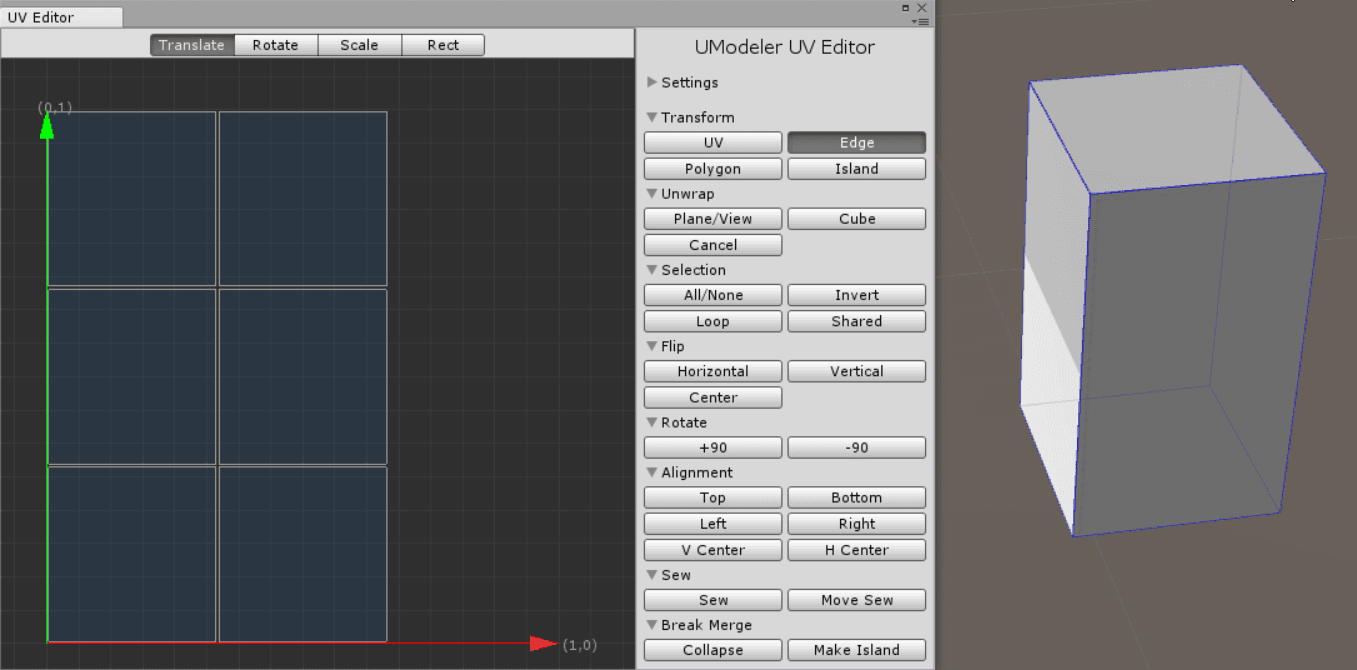 UV Editor
Translate Rotate Scale Rect
(0,1)
(1,0)
UModeler UV Editor
Settings
Transform
UV Edge
Polygon Island
Unwrap
Plane/View Cube
Cancel
Selection
All/None Invert
Loop Shared
Flip
Horizontal Vertical
Center
Rotate
+90 -90
Alignment
Top Bottom
Left Right
V Center H Center
Sew
Sew Move Sew
Break Merge
Collapse Make Island